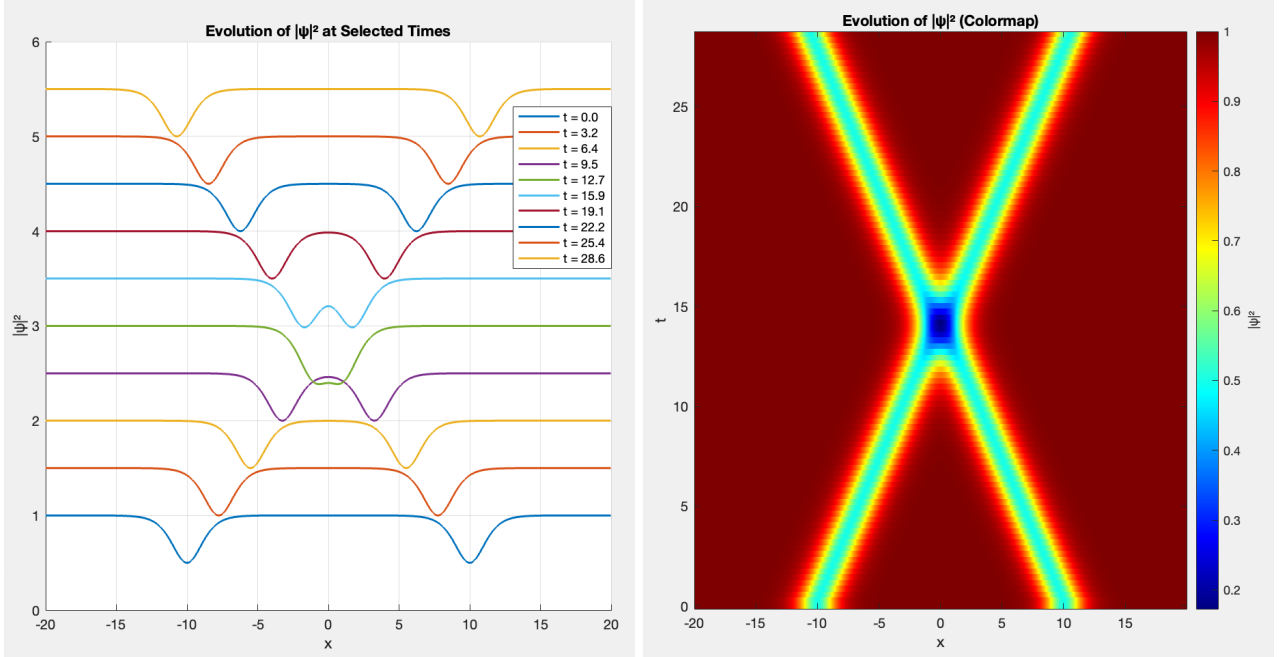 Evolution of |ψ|² at Selected Times
6
5
4
3
2
1
0
|ψ|²
-20
-15
-10
-5
0
5
10
15
20
x
t = 0.0
t = 3.2
t = 6.4
t = 9.5
t = 12.7
t = 15.9
t = 19.1
t = 22.2
t = 25.4
t = 28.6
Evolution of |ψ|² (Colormap)
25
20
15
10
5
0
t
-20
-15
-10
-5
0
5
10
15
x
1
0.9
0.8
0.7
0.6
0.5
0.4
0.3
0.2
|ψ|²